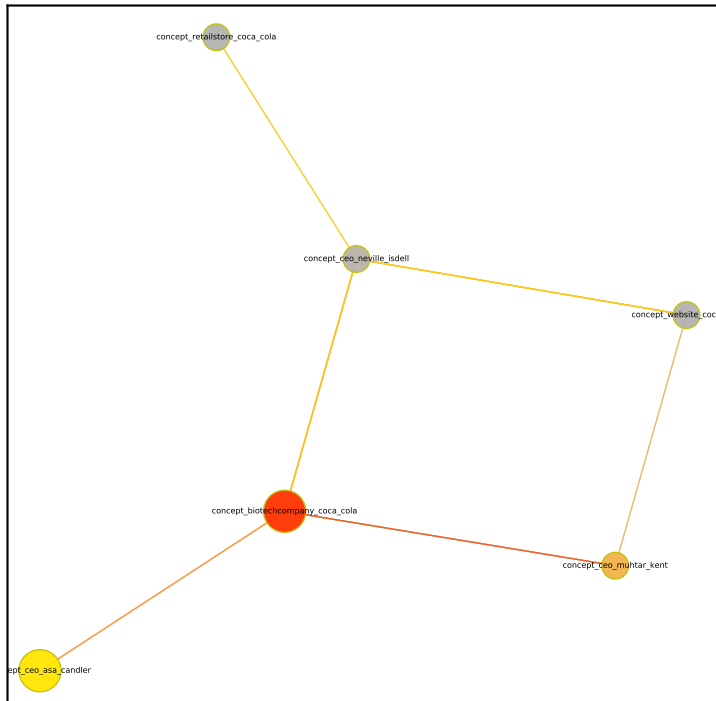 concept_retailstore_coca_cola
concept_ceo_neville_isdell
concept_website_coc
concept_biotechcompany_coca_cola
concept_ceo_muhtar_kent
ept_ceo_asa_candler